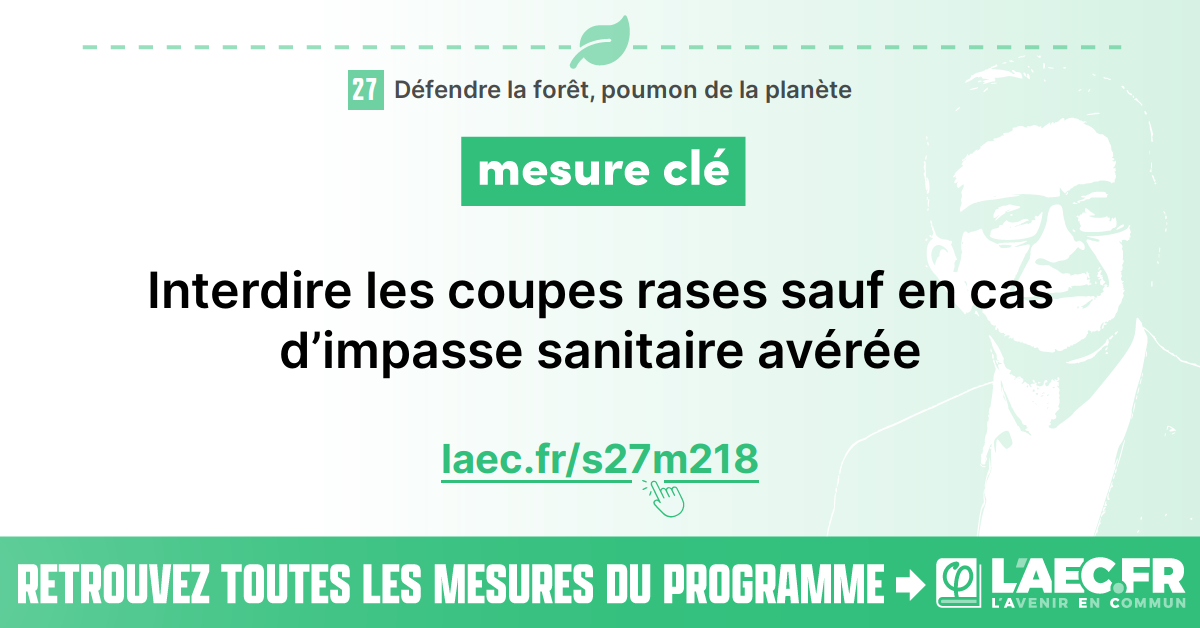 27 Défendre la forêt, poumon de la planète
mesure clé
Interdire les coupes rases sauf en cas
d’impasse sanitaire avérée
laec.fr/s27m218
RETROUVEZ TOUTES LES MESURES DU PROGRAMME
φ L'AEC.FR
L'AVENIR EN COMMUN